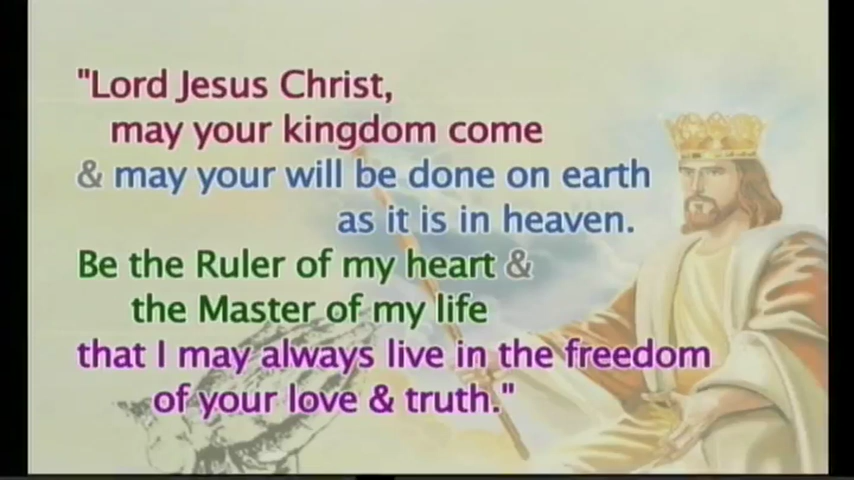 "Lord Jesus Christ,
may your kingdom come
& may your will be done on earth
as it is in heaven.
Be the Ruler of my heart &
the Master of my life
that I may always live in the freedom
of your love & truth."